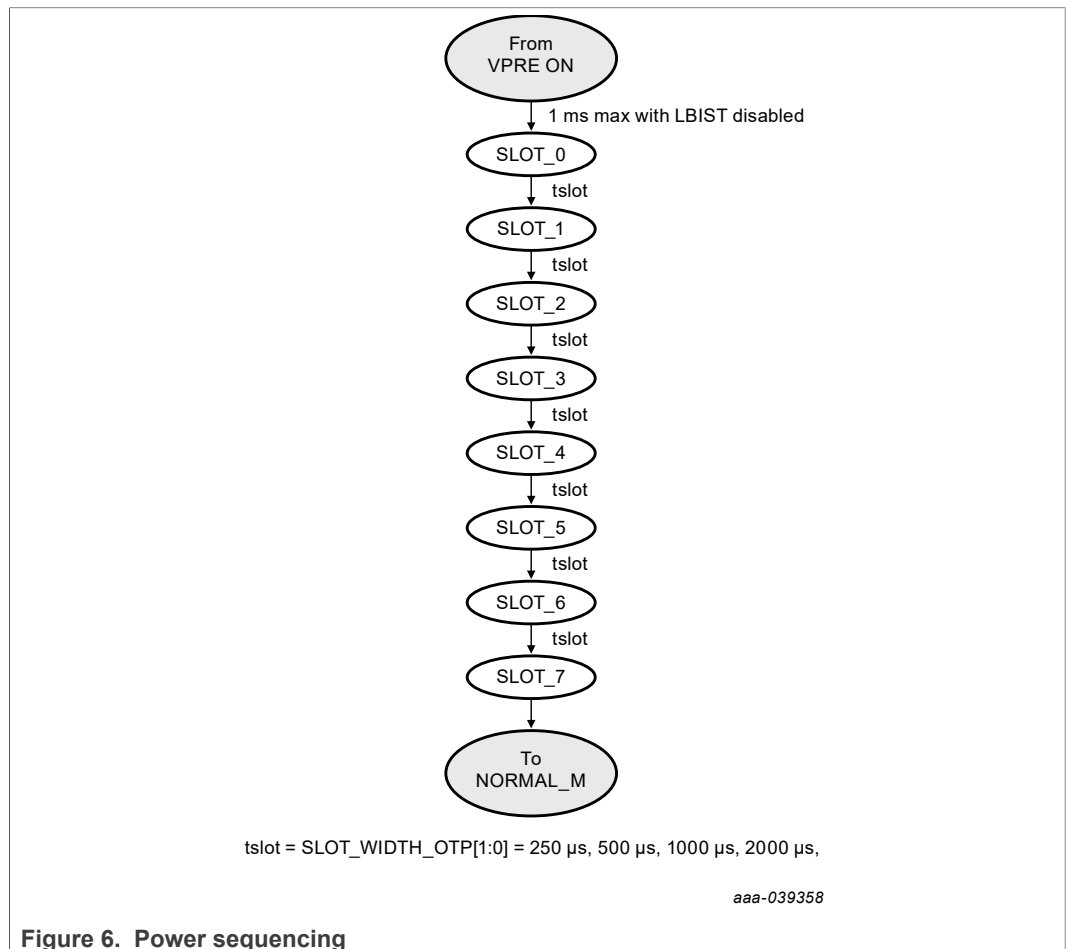 From
VPRE ON
1 ms max with LBIST disabled
SLOT_0
tslot
SLOT_1
tslot
SLOT_2
tslot
SLOT_3
tslot
SLOT_4
tslot
SLOT_5
tslot
SLOT_6
tslot
SLOT_7
To
NORMAL_M
tslot = SLOT_WIDTH_OTP[1:0] = 250 µs, 500 µs, 1000 µs, 2000 µs,
aaa-039358
Figure 6. Power sequencing